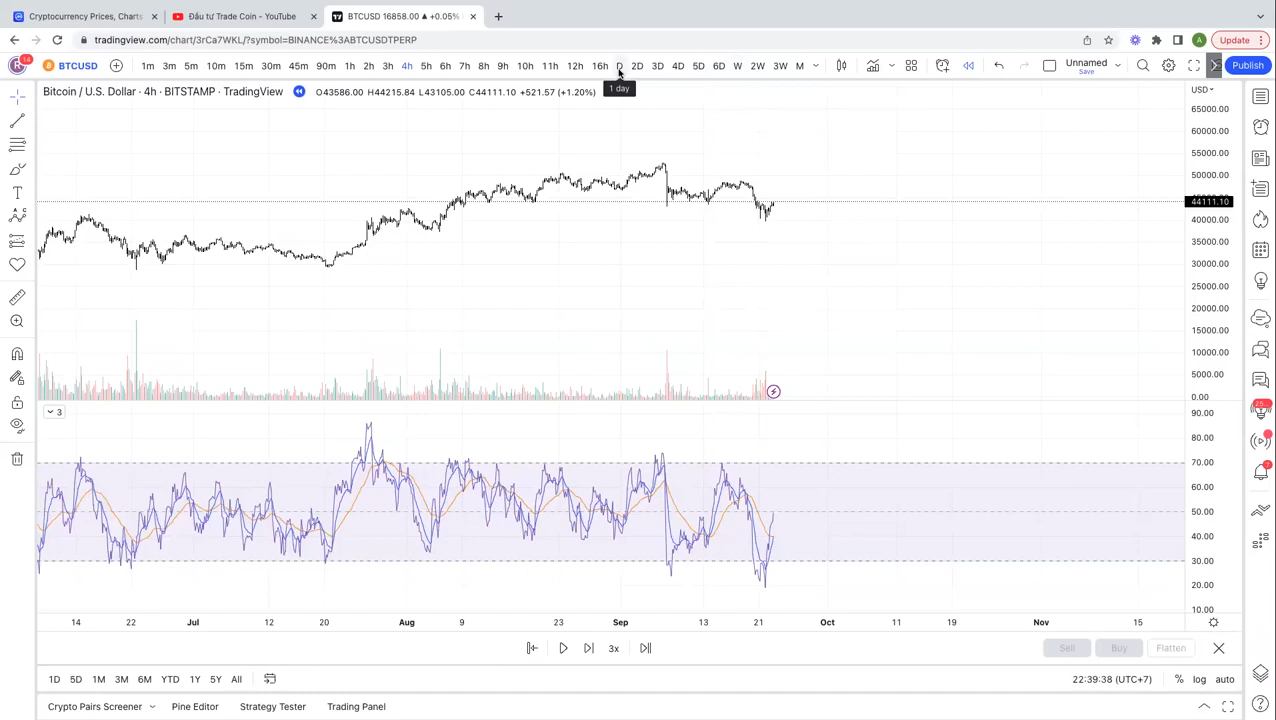 Cryptocurrency Prices, Charts
Đầu tư Trade Coin - YouTube
BTCUSD 16858.00 ▲ +0.05%
tradingview.com/chart/3rCa7WKL/?symbol=BINANCE%3ABTCUSDTPERP
A
Update
14
BTCUSD
1m 3m 5m 10m 15m 30m 45m 90m 1h 2h 3h 4h 5h 6h 7h 8h 9h 10h 11h 12h 16h D 2D 3D 4D 5D 6D W 2W 3W M
Unnamed
Save
Publish
1 day
Bitcoin / U.S. Dollar · 4h · BITSTAMP · TradingView
O43586.00 H44215.84 L43105.00 C44111.10 +521.57 (+1.20%)
USD
65000.00
60000.00
55000.00
50000.00
44111.10
40000.00
35000.00
30000.00
25000.00
20000.00
15000.00
10000.00
5000.00
0.00
3
90.00
80.00
70.00
60.00
50.00
40.00
30.00
20.00
10.00
14 22 Jul 12 20 Aug 9 23 Sep 13 21 Oct 11 19 Nov 15
3x
Sell
Buy
Flatten
1D 5D 1M 3M 6M YTD 1Y 5Y All
22:39:38 (UTC+7)
% log auto
Crypto Pairs Screener
Pine Editor
Strategy Tester
Trading Panel
7